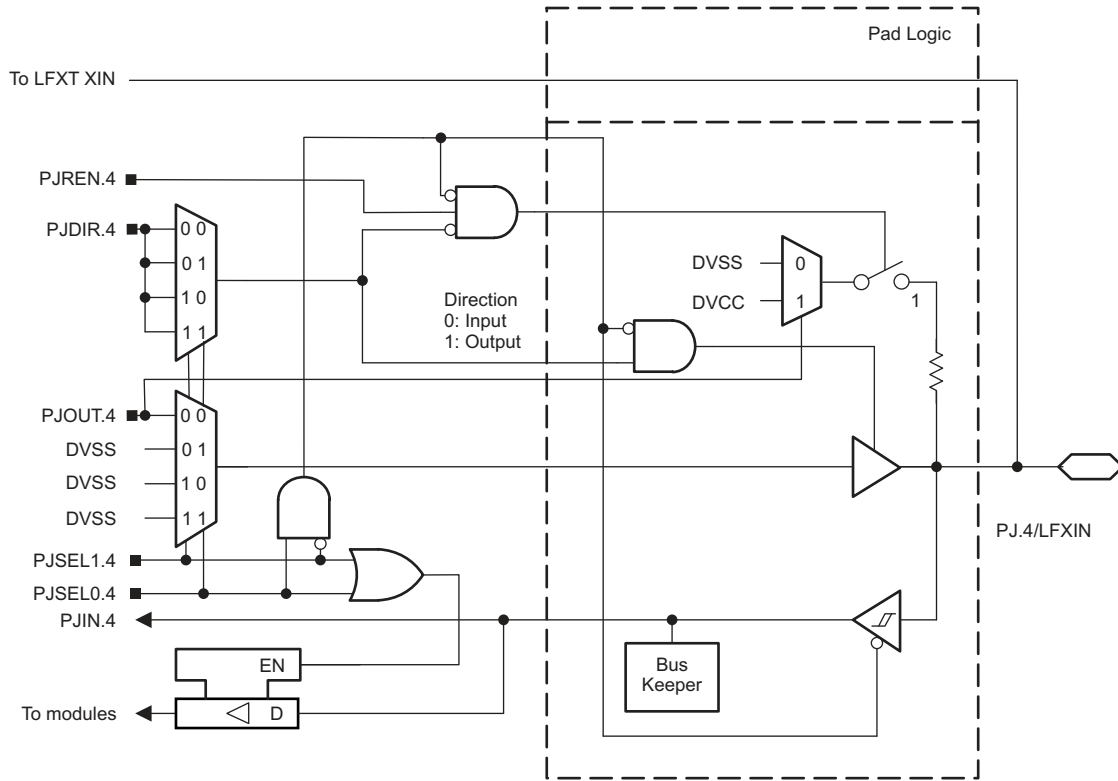 Pad Logic
To LFXT XIN
PJREN.4
PJDIR.4
0 0
0 1
1 0
1 1
Direction
0: Input
1: Output
DVSS
0
DVCC
1
1
PJOUT.4
0 0
DVSS
0 1
DVSS
1 0
DVSS
1 1
PJ.4/LFXIN
PJSEL1.4
PJSEL0.4
PJIN.4
Bus
Keeper
EN
To modules
D